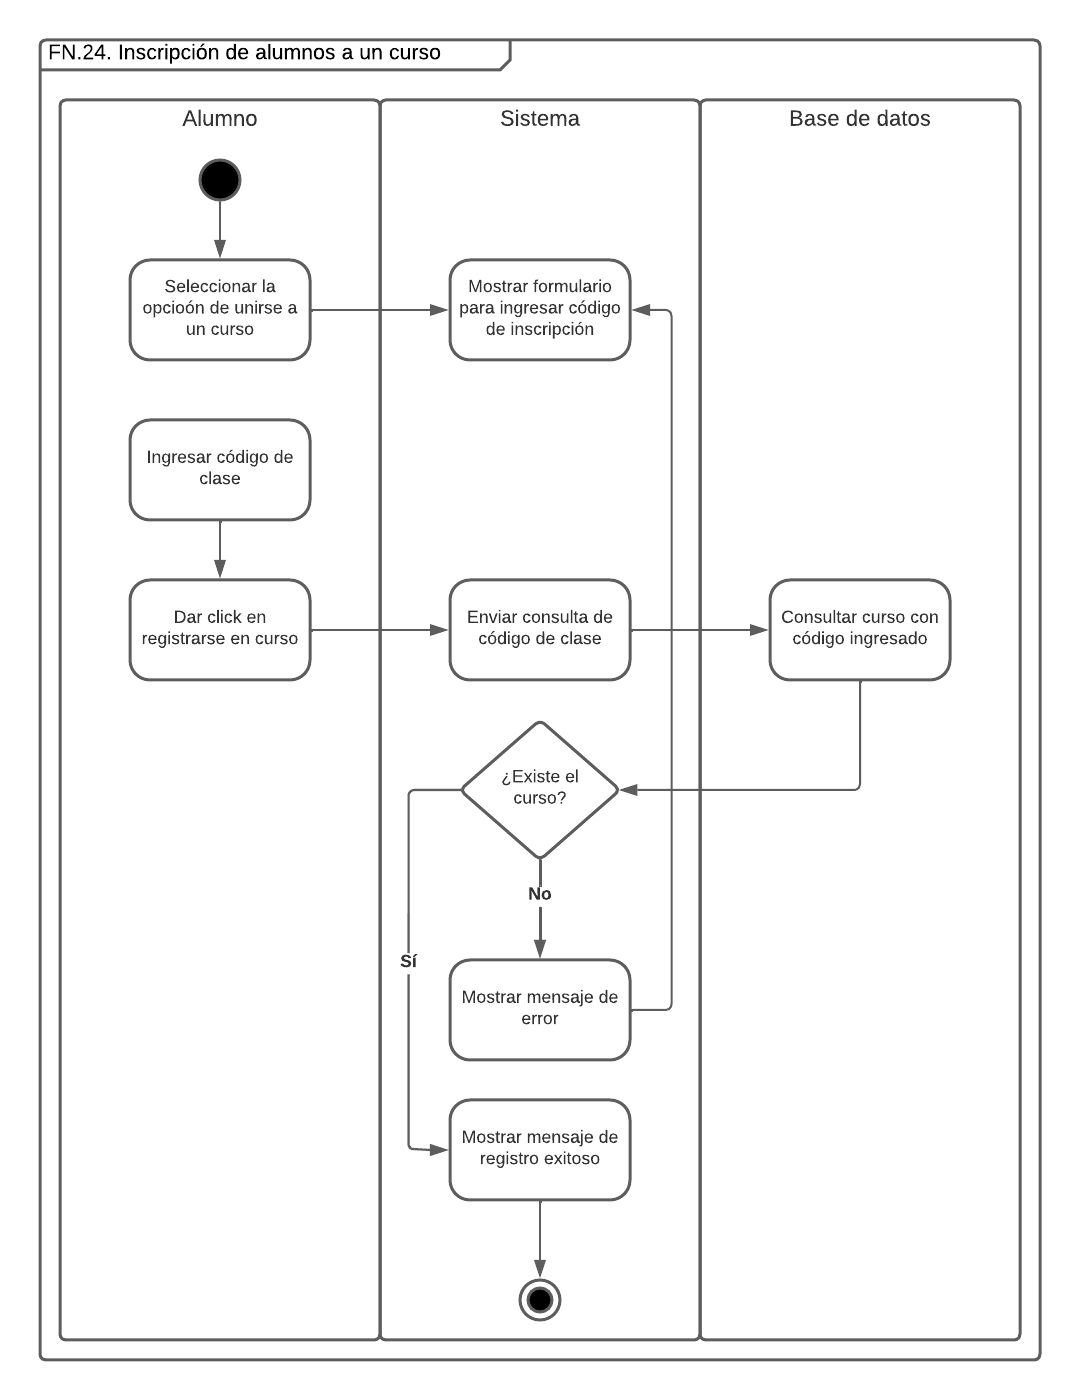 FN.24. Inscripción de alumnos a un curso
Alumno
Sistema
Base de datos
Seleccionar la
opcioón de unirse a
un curso
Mostrar formulario
para ingresar código
de inscripción
Ingresar código de
clase
Dar click en
registrarse en curso
Enviar consulta de
código de clase
Consultar curso con
código ingresado
¿Existe el
curso?
No
Sí
Mostrar mensaje de
error
Mostrar mensaje de
registro exitoso